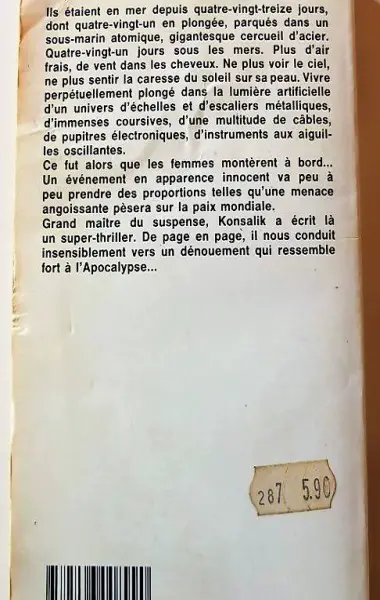 Ils étaient en mer depuis quatre-vingt-treize jours,
dont quatre-vingt-un en plongée, parqués dans un
sous-marin atomique, gigantesque cercueil d'acier.
Quatre-vingt-un jours sous les mers. Plus d'air
frais, de vent dans les cheveux. Ne plus voir le ciel,
ne plus sentir la caresse du soleil sur sa peau. Vivre
perpétuellement plongé dans la lumière artificielle
d'un univers d'échelles et d'escaliers métalliques,
d'immenses coursives, d'une multitude de câbles,
de pupitres électroniques, d'instruments aux aiguil-
les oscillantes.
Ce fut alors que les femmes montèrent à bord...
Un événement en apparence innocent va peu à
peu prendre des proportions telles qu'une menace
angoissante pèsera sur la paix mondiale.
Grand maître du suspense, Konsalik a écrit là
un super-thriller. De page en page, il nous conduit
insensiblement vers un dénouement qui ressemble
fort à l'Apocalypse...
287 5.90